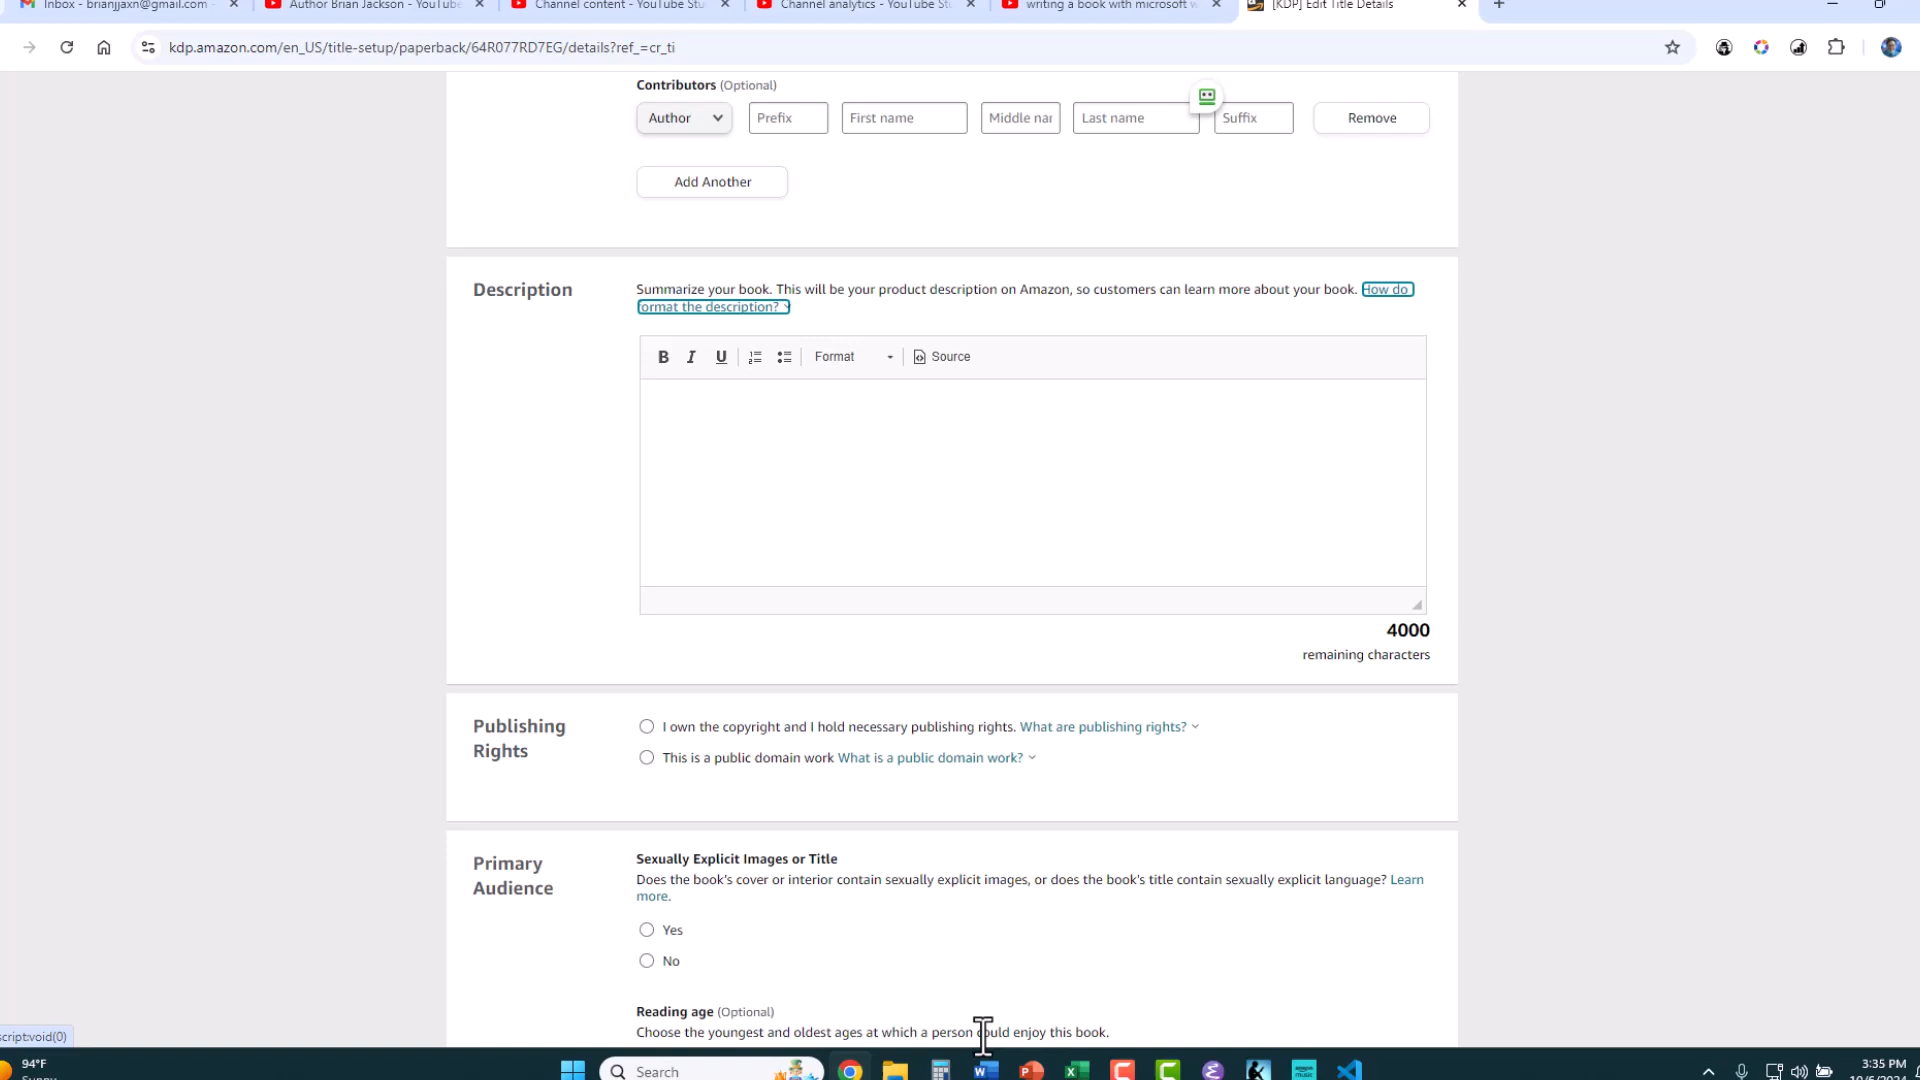 Inbox - brianjjaxn@gmail.com
Author Brian Jackson - YouTube
Channel content - YouTube Stu
Channel analytics - YouTube St
writing a book with microsoft w
[KDP] Edit Title Details
kdp.amazon.com/en_US/title-setup/paperback/64R077RD7EG/details?ref_=cr_ti
Contributors (Optional)
Author
Prefix
First name
Middle nar
Last name
Suffix
Remove
Add Another
Description
Summarize your book. This will be your product description on Amazon, so customers can learn more about your book. How do
format the description?
B I U
Format
Source
4000
remaining characters
Publishing
Rights
I own the copyright and I hold necessary publishing rights. What are publishing rights?
This is a public domain work What is a public domain work?
Primary
Audience
Sexually Explicit Images or Title
Does the book's cover or interior contain sexually explicit images, or does the book's title contain sexually explicit language? Learn
more.
Yes
No
Reading age (Optional)
Choose the youngest and oldest ages at which a person could enjoy this book.
script:void(0)
94°F
Search
3:35 PM